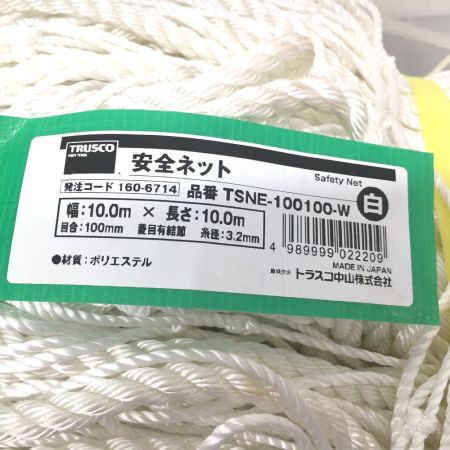 TRUSCO
PRO TOOL
安全ネット
Safety Net
発注コード 160-6714 品番 TSNE-100100-W 白
幅:10.0m × 長さ:10.0m
目合:100mm 菱目有結節 糸径:3.2mm
4 989999 022209
●材質:ポリエステル
MADE IN JAPAN
トラスコ中山株式会社